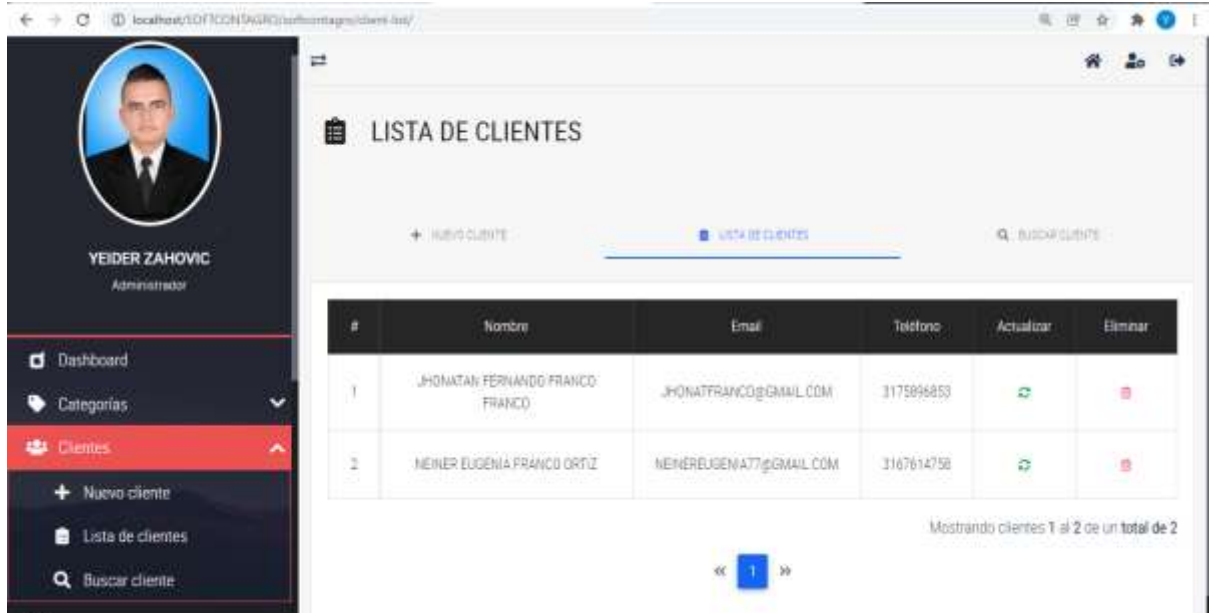 localhost/SOFTCONTAGRO/softcontagro/client-list/
YEIDER ZAHOVIC
Administrador
Dashboard
Categorías
Clientes
Nuevo cliente
Lista de clientes
Buscar cliente
LISTA DE CLIENTES
NUEVO CLIENTE
LISTA DE CLIENTES
BUSCAR CLIENTE
# Nombre Email Teléfono Actualizar Eliminar
1 JHONATAN FERNANDO FRANCO
FRANCO JHONATFRANCO@GMAIL.COM 3175896853
2 NEINER EUGENIA FRANCO ORTIZ NEINEREUGENIA77@GMAIL.COM 3167614758
Mostrando clientes 1 al 2 de un total de 2
« 1 »